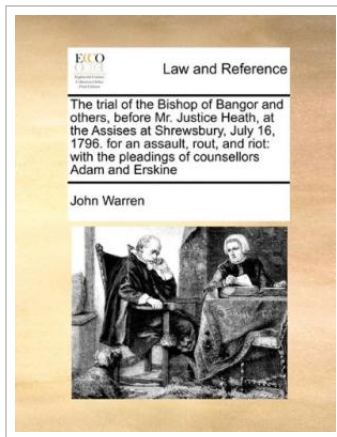 ECCO
Law and Reference
The trial of the Bishop of Bangor and
others, before Mr. Justice Heath, at
the Assises at Shrewsbury, July 16,
1796. for an assault, rout, and riot:
with the pleadings of counsellors
Adam and Erskine
John Warren